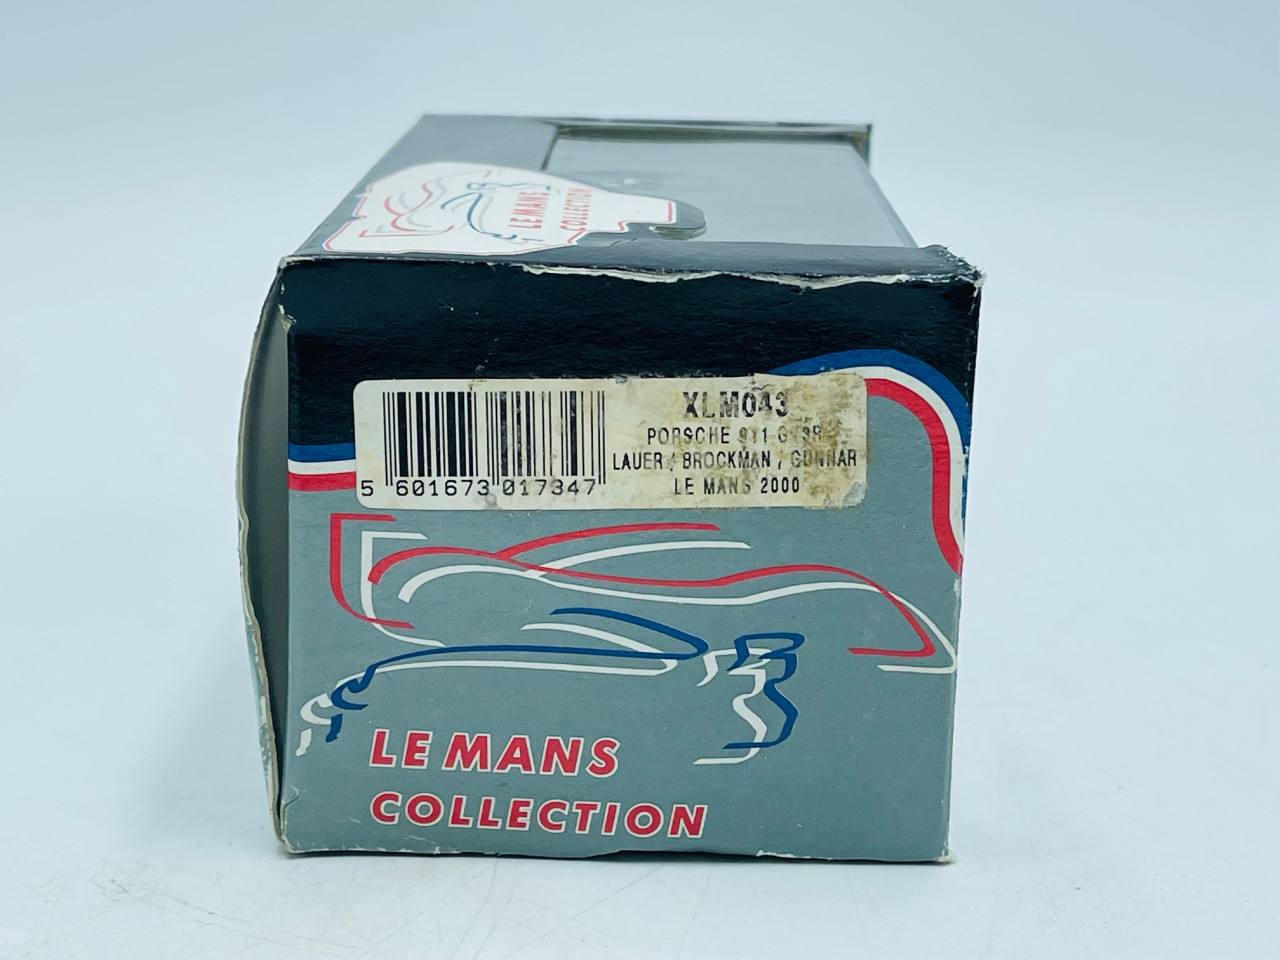 LE MANS
COLLECTION
XLM043
PORSCHE 911 GT3R
LAUER / BROCKMAN / GUNNAR
LE MANS 2000
5 601673 017347
LE MANS
COLLECTION